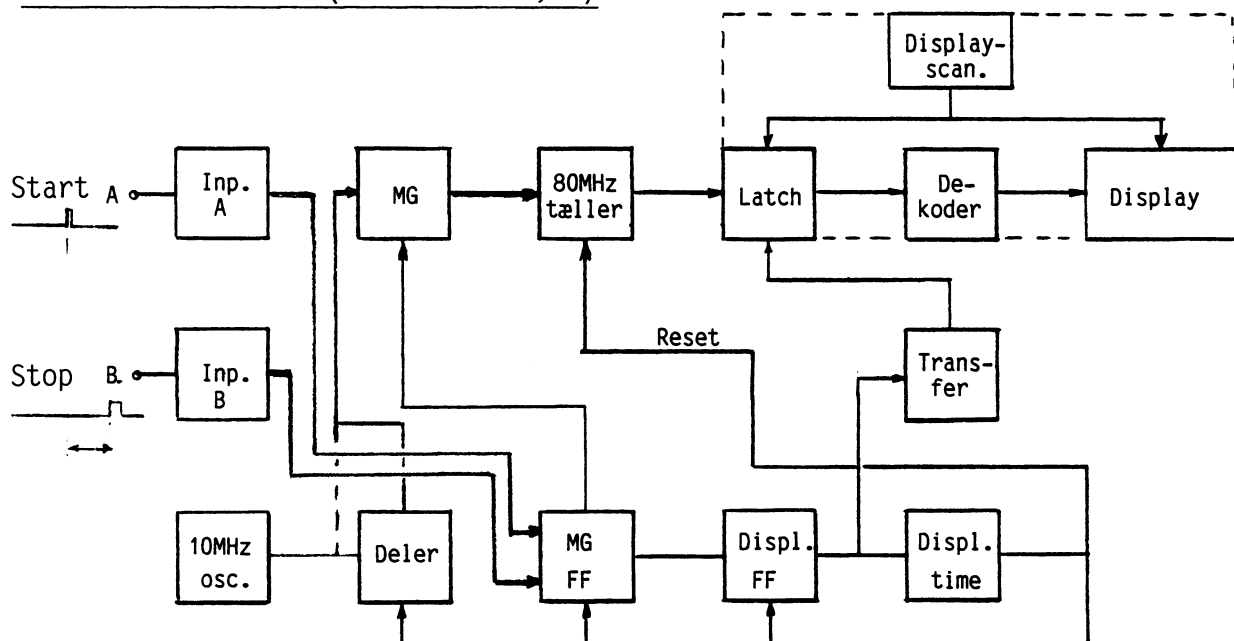 Display-
scan.
Start A
Inp.
A
MG
80MHz
tæller
Latch
De-
koder
Display
Stop B.
Inp.
B
Reset
Trans-
fer
10MHz
osc.
Deler
MG
FF
Displ.
FF
Displ.
time